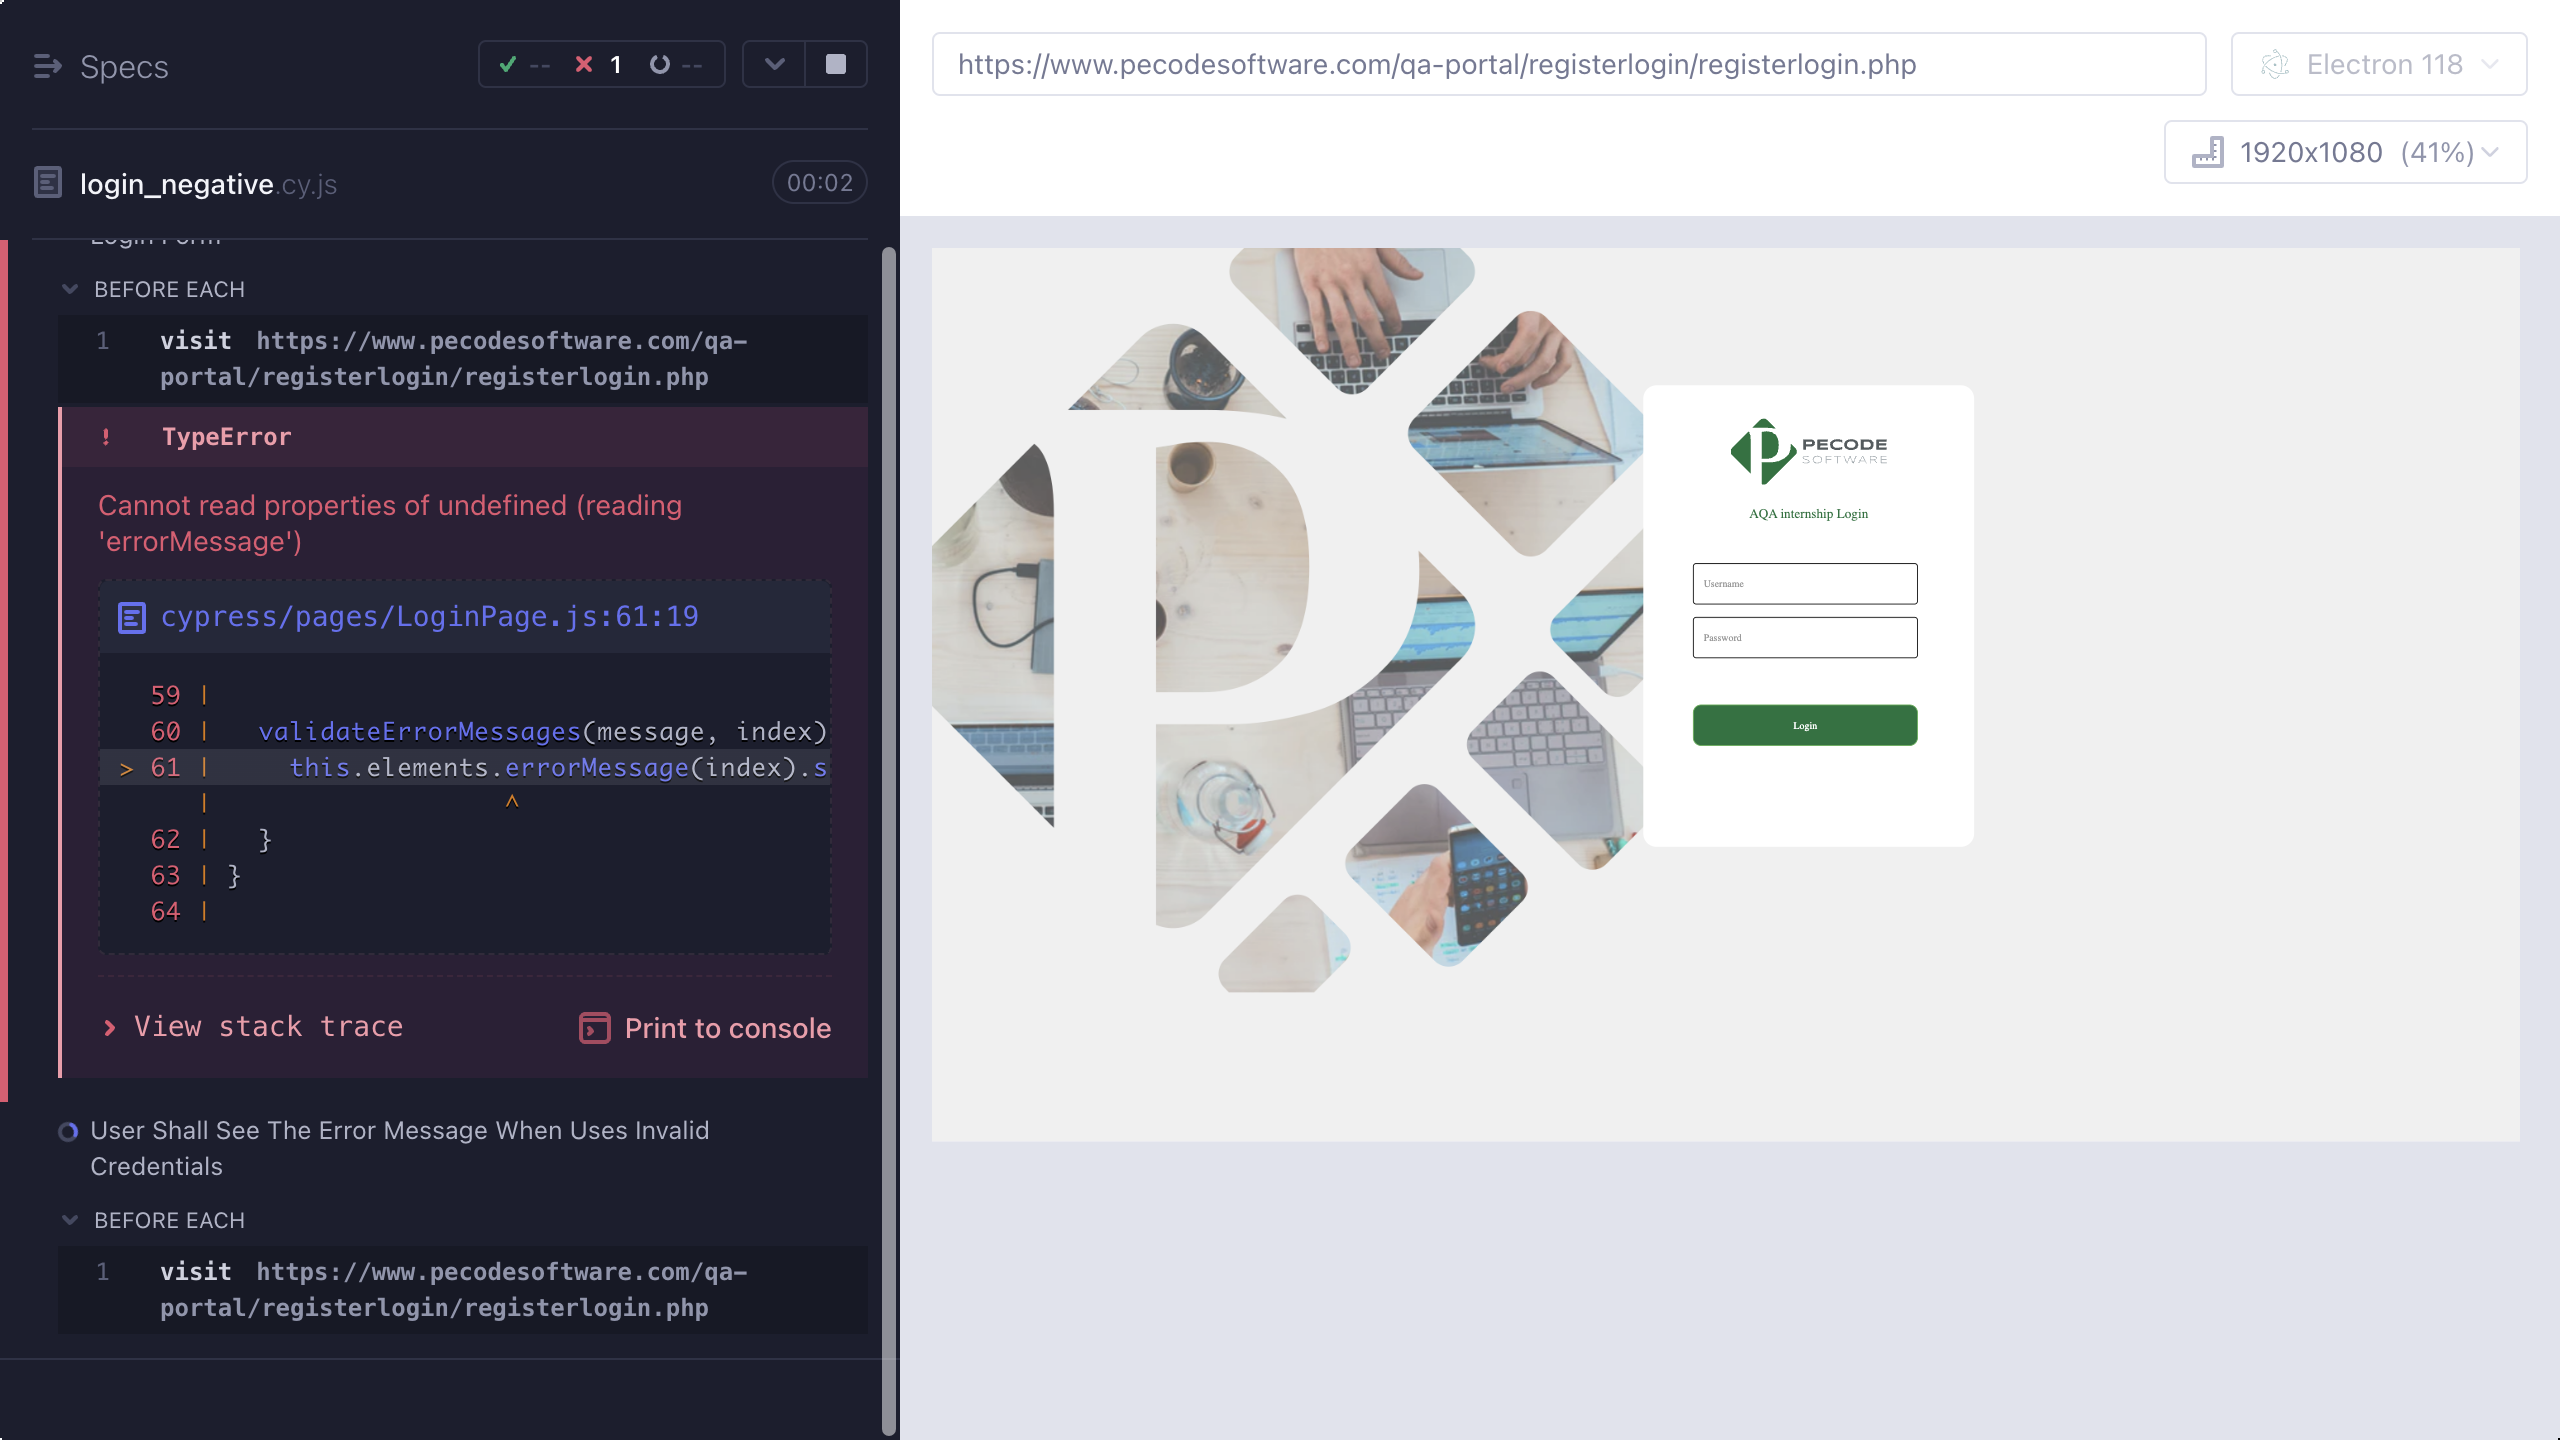 Specs
-- 1 --
login_negative.cy.js 00:02
Login Form
BEFORE EACH
1 visit https://www.pecodesoftware.com/qa-
portal/registerlogin/registerlogin.php
! TypeError
Cannot read properties of undefined (reading
'errorMessage')
cypress/pages/LoginPage.js:61:19
59 |
60 | validateErrorMessages(message, index)
> 61 | this.elements.errorMessage(index).s
| ^
62 | }
63 | }
64 |
View stack trace
Print to console
User Shall See The Error Message When Uses Invalid
Credentials
BEFORE EACH
1 visit https://www.pecodesoftware.com/qa-
portal/registerlogin/registerlogin.php
https://www.pecodesoftware.com/qa-portal/registerlogin/registerlogin.php
Electron 118
1920x1080 (41%)
PECODE
SOFTWARE
AQA internship Login
Username
Password
Login